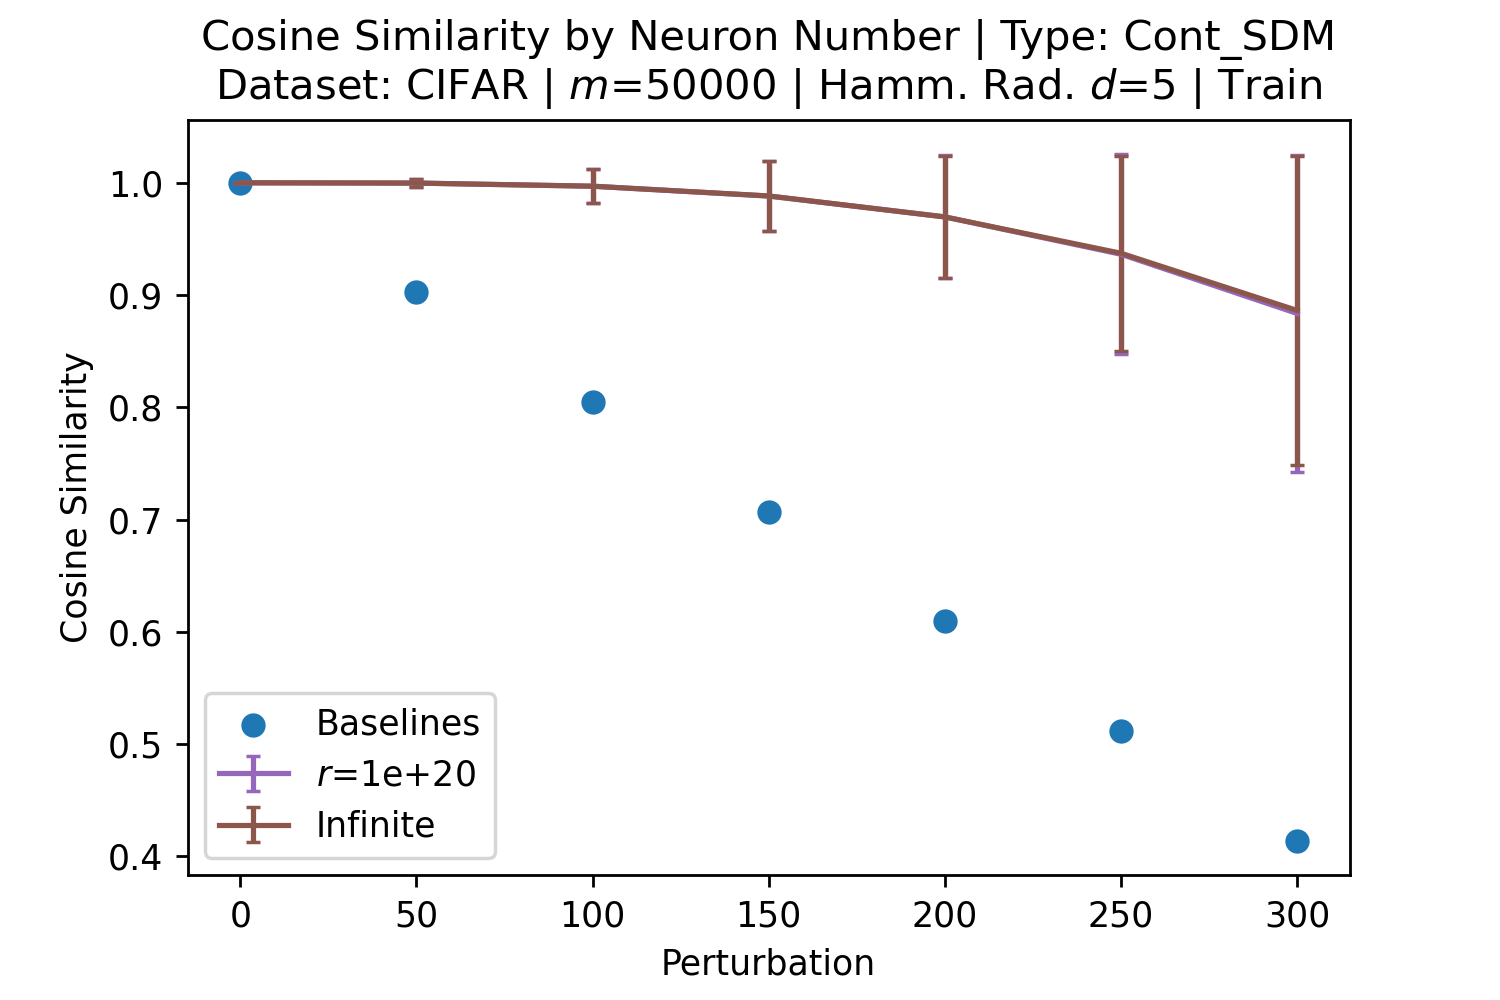 Cosine Similarity by Neuron Number | Type: Cont_SDM
Dataset: CIFAR | m=50000 | Hamm. Rad. d=5 | Train
Cosine Similarity
1.0
0.9
0.8
0.7
0.6
0.5
0.4
Baselines
r=1e+20
Infinite
0 50 100 150 200 250 300
Perturbation